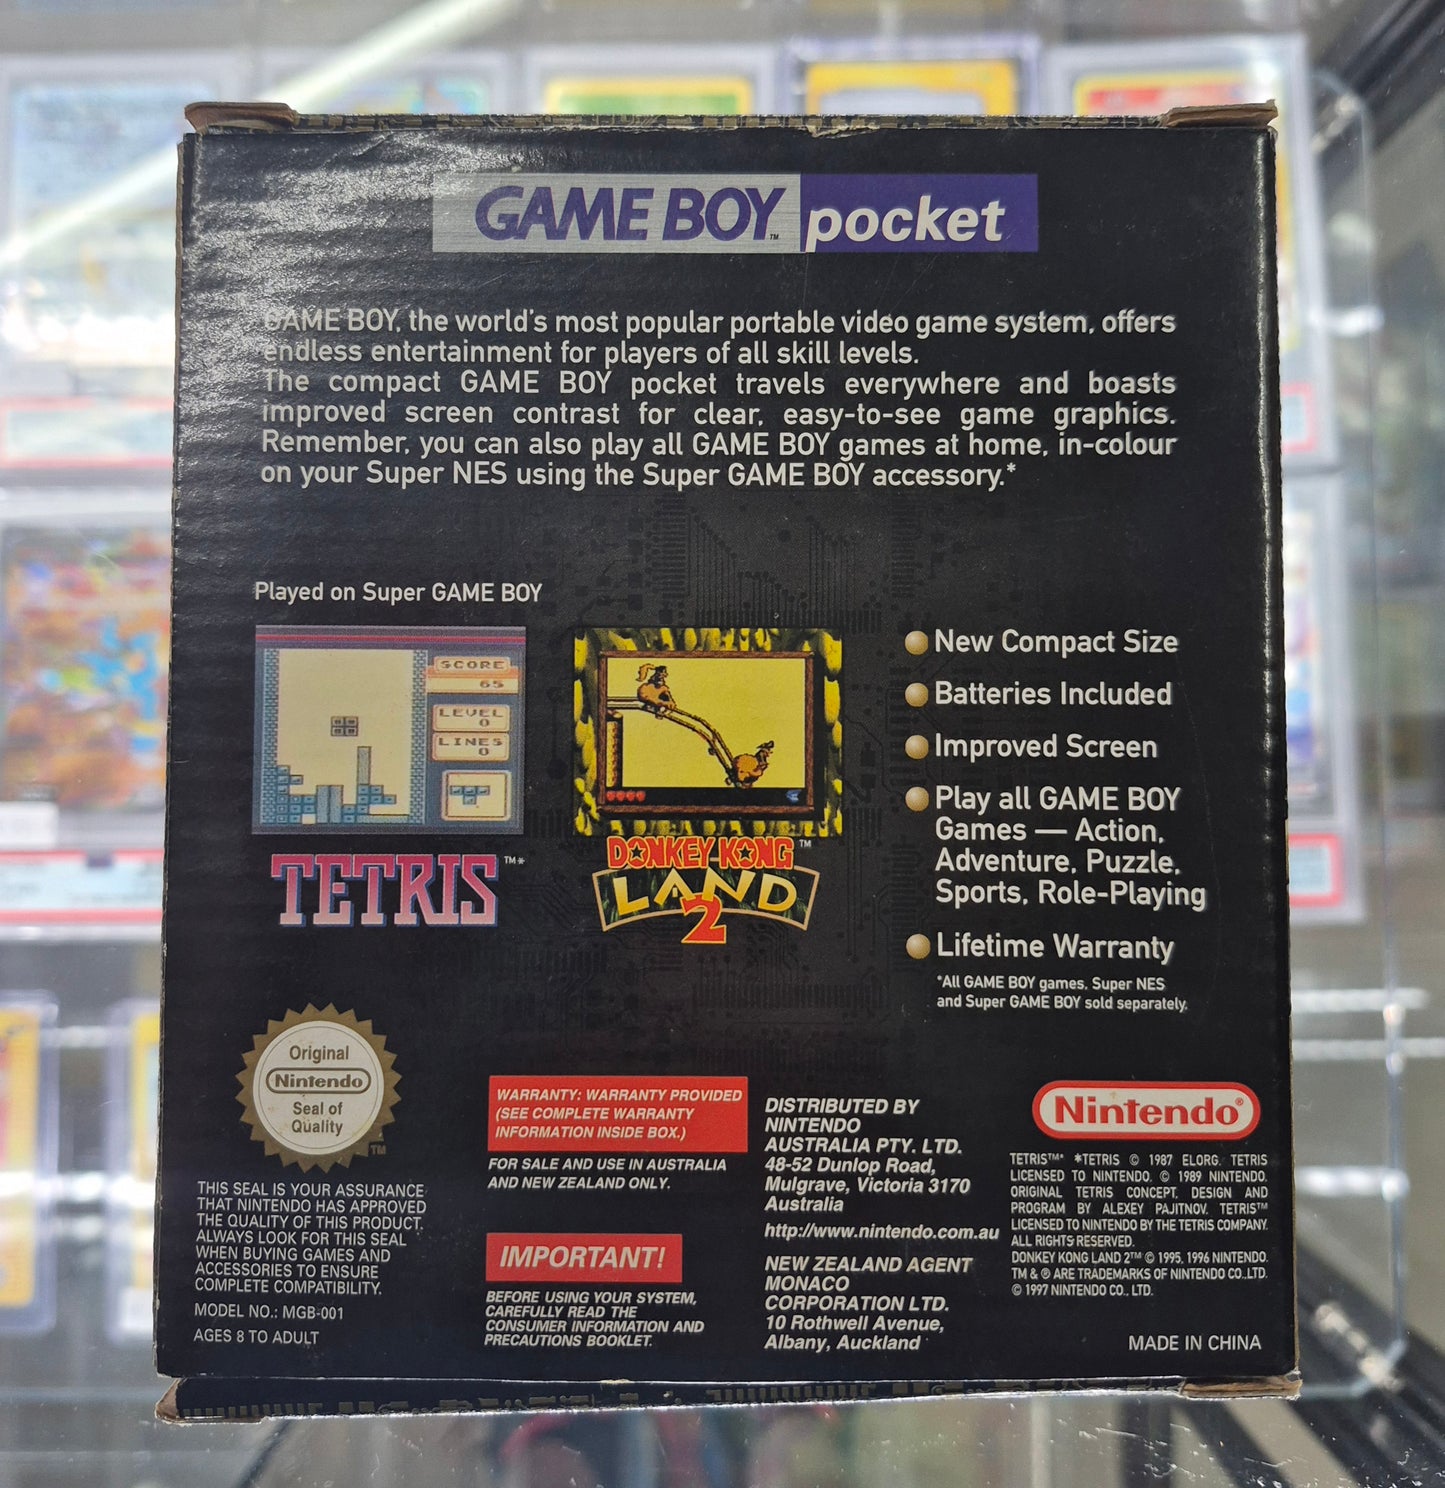 GAME BOY™ pocket
GAME BOY, the world's most popular portable video game system, offers
endless entertainment for players of all skill levels.
The compact GAME BOY pocket travels everywhere and boasts
improved screen contrast for clear, easy-to-see game graphics.
Remember, you can also play all GAME BOY games at home, in-colour
on your Super NES using the Super GAME BOY accessory.*
Played on Super GAME BOY
SCORE
65
LEVEL
0
LINES
0
TETRIS™*
DONKEY KONG™
LAND
2
New Compact Size
Batteries Included
Improved Screen
Play all GAME BOY
Games — Action,
Adventure, Puzzle,
Sports, Role-Playing
Lifetime Warranty
*All GAME BOY games, Super NES
and Super GAME BOY sold separately.
Original
Nintendo
Seal of
Quality
TM
THIS SEAL IS YOUR ASSURANCE
THAT NINTENDO HAS APPROVED
THE QUALITY OF THIS PRODUCT.
ALWAYS LOOK FOR THIS SEAL
WHEN BUYING GAMES AND
ACCESSORIES TO ENSURE
COMPLETE COMPATIBILITY.
MODEL NO.: MGB-001
AGES 8 TO ADULT
WARRANTY: WARRANTY PROVIDED
(SEE COMPLETE WARRANTY
INFORMATION INSIDE BOX.)
FOR SALE AND USE IN AUSTRALIA
AND NEW ZEALAND ONLY.
IMPORTANT!
BEFORE USING YOUR SYSTEM,
CAREFULLY READ THE
CONSUMER INFORMATION AND
PRECAUTIONS BOOKLET.
DISTRIBUTED BY
NINTENDO
AUSTRALIA PTY. LTD.
48-52 Dunlop Road,
Mulgrave, Victoria 3170
Australia
http://www.nintendo.com.au
NEW ZEALAND AGENT
MONACO
CORPORATION LTD.
10 Rothwell Avenue,
Albany, Auckland
Nintendo®
TETRIS™* *TETRIS © 1987 ELORG. TETRIS
LICENSED TO NINTENDO. © 1989 NINTENDO.
ORIGINAL TETRIS CONCEPT, DESIGN AND
PROGRAM BY ALEXEY PAJITNOV. TETRIS™
LICENSED TO NINTENDO BY THE TETRIS COMPANY.
ALL RIGHTS RESERVED.
DONKEY KONG LAND 2™ © 1995, 1996 NINTENDO.
TM & ® ARE TRADEMARKS OF NINTENDO CO.,LTD.
© 1997 NINTENDO CO., LTD.
MADE IN CHINA